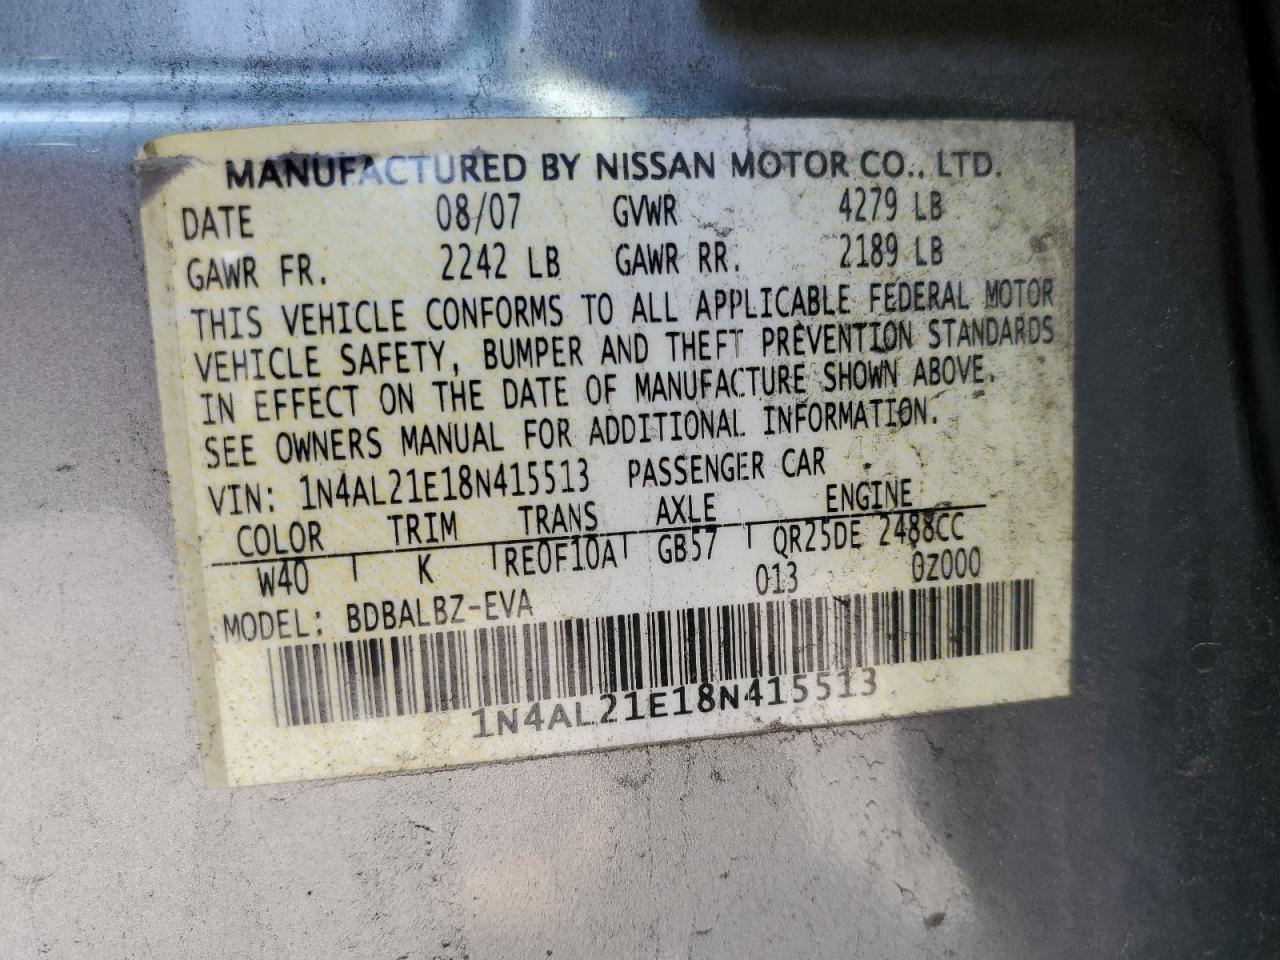 MANUFACTURED BY NISSAN MOTOR CO., LTD.
DATE 08/07 GVWR 4279 LB
GAWR FR. 2242 LB GAWR RR. 2189 LB
THIS VEHICLE CONFORMS TO ALL APPLICABLE FEDERAL MOTOR
VEHICLE SAFETY, BUMPER AND THEFT PREVENTION STANDARDS
IN EFFECT ON THE DATE OF MANUFACTURE SHOWN ABOVE.
SEE OWNERS MANUAL FOR ADDITIONAL INFORMATION.
VIN: 1N4AL21E18N415513 PASSENGER CAR
COLOR TRIM TRANS AXLE ENGINE
W40 K RE0F10A GB57 QR25DE 2488CC
MODEL: BDBALBZ-EVA 013 0Z000
1N4AL21E18N415513